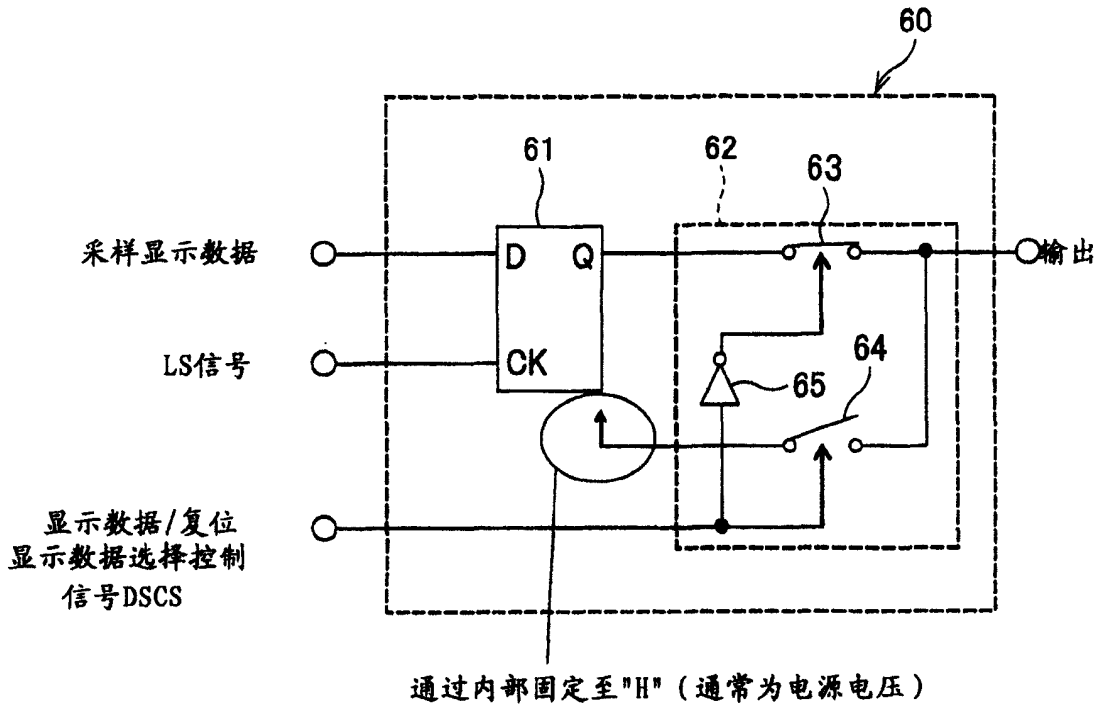 60
61
62
63
采样显示数据
D
Q
输出
LS信号
CK
64
65
显示数据/复位
显示数据选择控制
信号DSCS
通过内部固定至"H"（通常为电源电压）